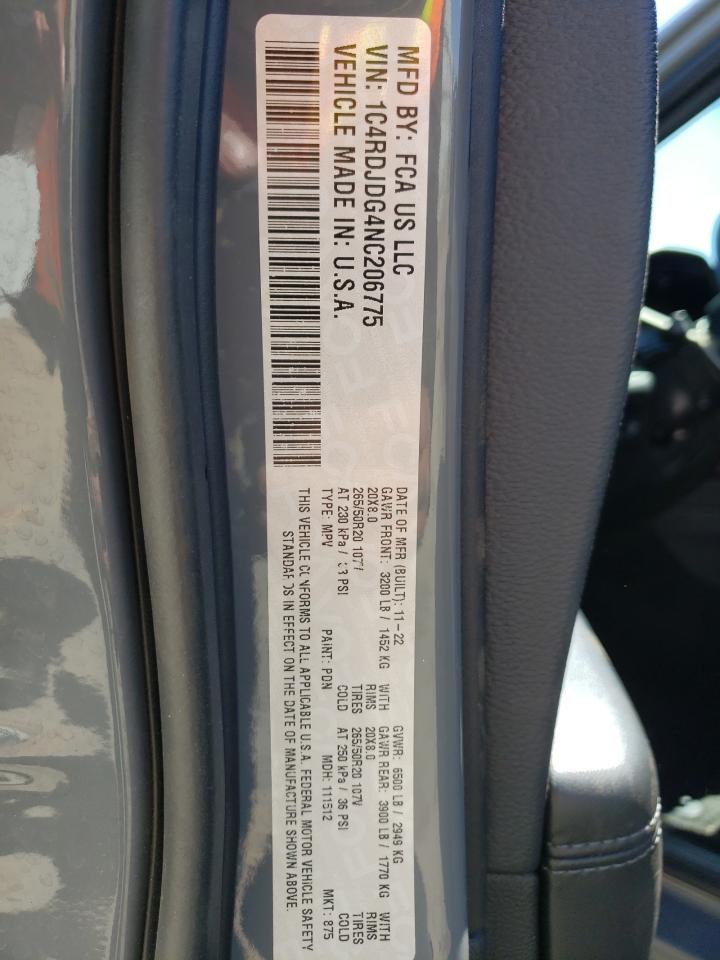 MFD BY: FCA US LLC
VIN: 1C4RDJDG4NC206775
VEHICLE MADE IN: U.S.A.
DATE OF MFR (BUILT): 11-22 GVWR: 6500 LB / 2949 KG
GAWR FRONT: 3200 LB / 1452 KG WITH GAWR REAR: 3900 LB / 1770 KG WITH
20X8.0 RIMS 20X8.0 RIMS
265/50R20 TIRES 265/50R20 107V TIRES
AT 230 kPa / PSI COLD AT 250 kPa / 36 PSI COLD
TYPE: MPV PAINT: PDN MDH: 111512 MKT: 875
THIS VEHICLE CONFORMS TO ALL APPLICABLE U.S.A. FEDERAL MOTOR VEHICLE SAFETY
STANDARDS IN EFFECT ON THE DATE OF MANUFACTURE SHOWN ABOVE.